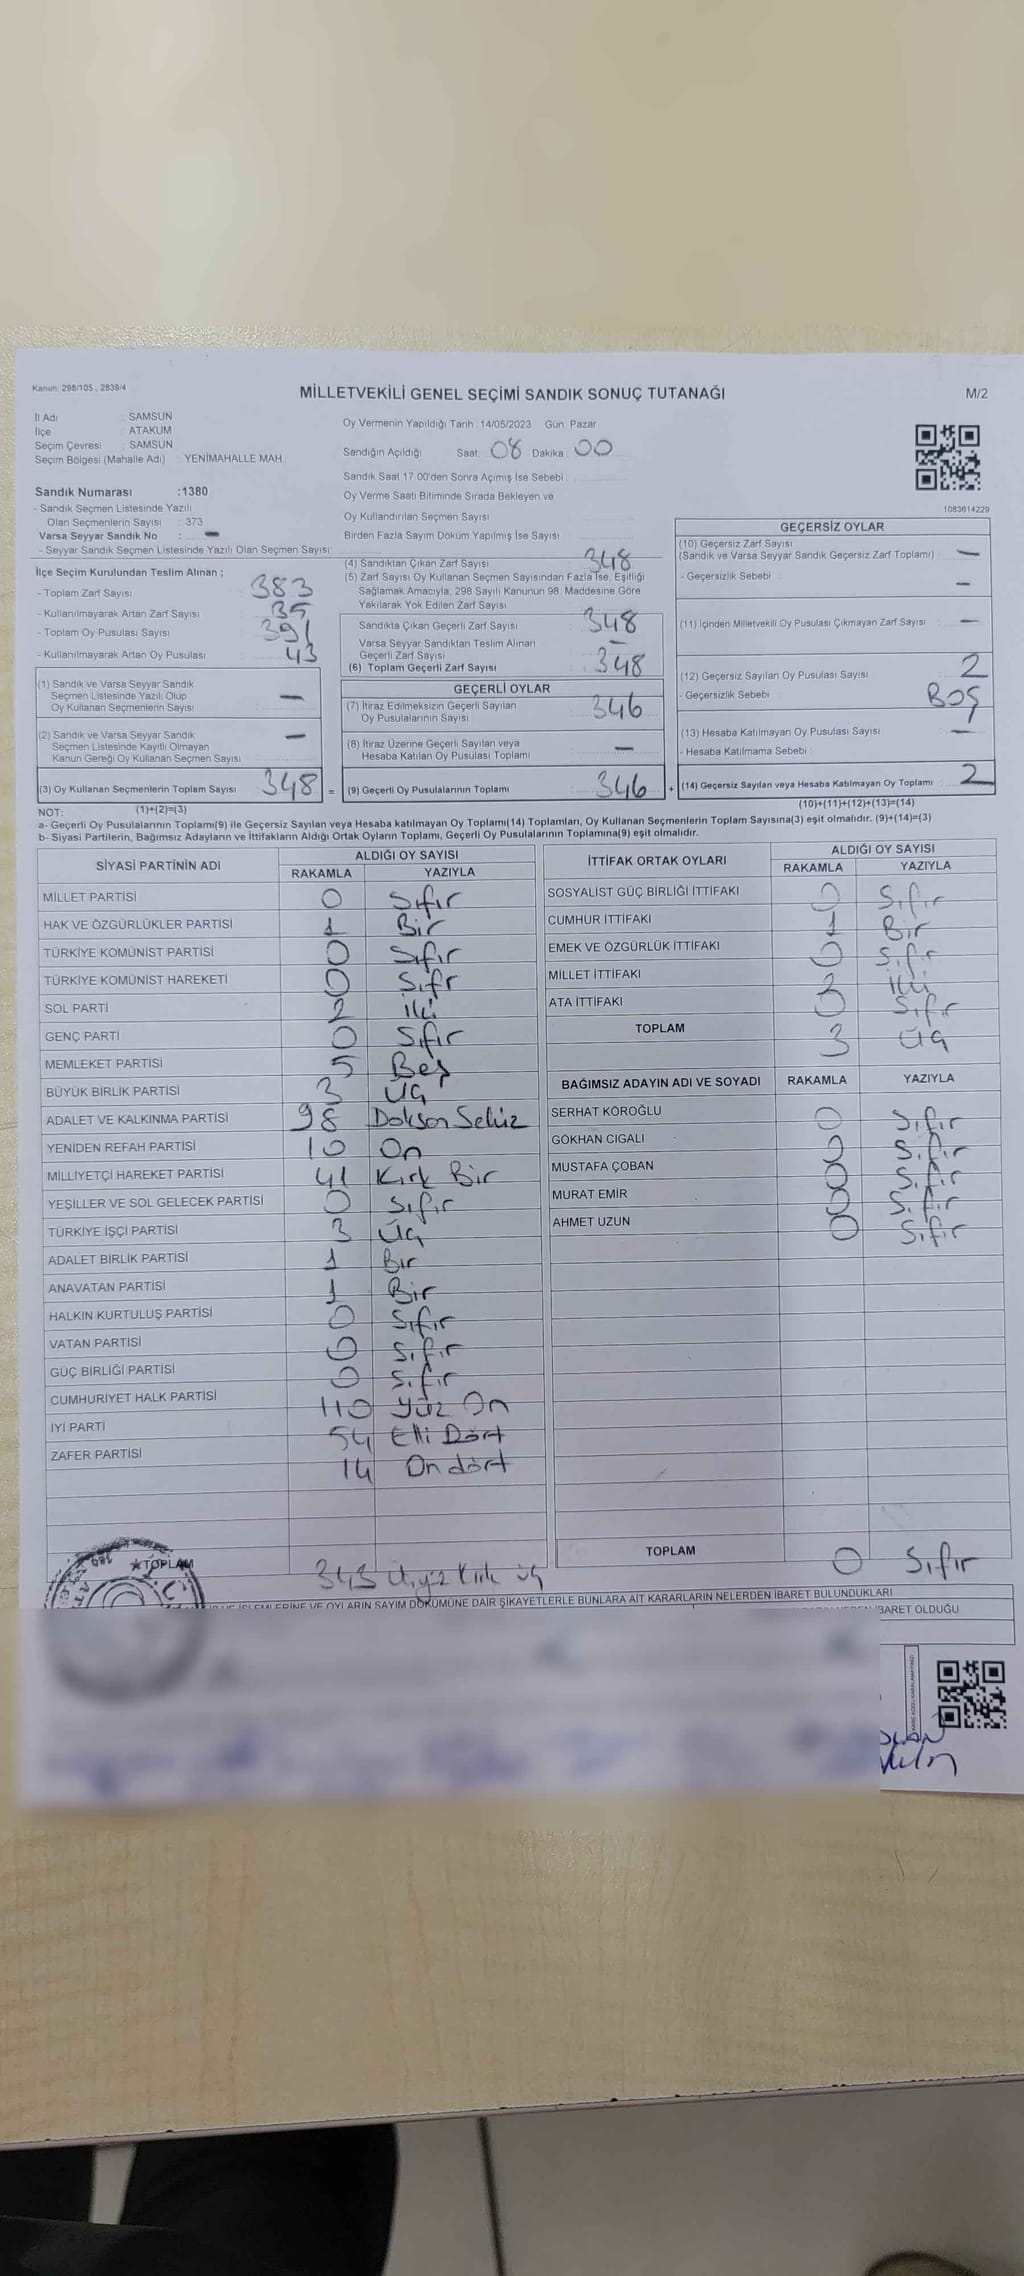 Kanun: 298/105, 2839/4
MİLLETVEKİLİ GENEL SEÇİMİ SANDIK SONUÇ TUTANAĞI
M/2
İl Adı : SAMSUN
İlçe : ATAKUM
Seçim Çevresi : SAMSUN
Seçim Bölgesi (Mahalle Adı) : YENİMAHALLE MAH.
Oy Vermenin Yapıldığı Tarih :14/05/2023 Gün: Pazar
Sandığın Açıldığı Saat: 08 Dakika: 00
Sandık Saat 17.00'den Sonra Açımış İse Sebebi :
Oy Verme Saati Bitiminde Sırada Bekleyen ve
Oy Kullandırılan Seçmen Sayısı
Birden Fazla Sayım Döküm Yapılmış İse Sayısı :
1083614229
Sandık Numarası :1380
- Sandık Seçmen Listesinde Yazılı
Olan Seçmenlerin Sayısı : 373
Varsa Seyyar Sandık No : -
- Seyyar Sandık Seçmen Listesinde Yazılı Olan Seçmen Sayısı:
İlçe Seçim Kurulundan Teslim Alınan ;
- Toplam Zarf Sayısı : 383
- Kullanılmayarak Artan Zarf Sayısı : 35
- Toplam Oy Pusulası Sayısı : 391
- Kullanılmayarak Artan Oy Pusulası : 43
(1) Sandık ve Varsa Seyyar Sandık
Seçmen Listesinde Yazılı Olup
Oy Kullanan Seçmenlerin Sayısı : -
(2) Sandık ve Varsa Seyyar Sandık
Seçmen Listesinde Kayıtlı Olmayan
Kanun Gereği Oy Kullanan Seçmen Sayısı : -
(3) Oy Kullanan Seçmenlerin Toplam Sayısı : 348 =
(4) Sandıktan Çıkan Zarf Sayısı : 348
(5) Zarf Sayısı Oy Kullanan Seçmen Sayısından Fazla İse, Eşitliği
Sağlamak Amacıyla, 298 Sayılı Kanunun 98. Maddesine Göre
Yakılarak Yok Edilen Zarf Sayısı
Sandıkta Çıkan Geçerli Zarf Sayısı : 348
Varsa Seyyar Sandıktan Teslim Alınan
Geçerli Zarf Sayısı : -
(6) Toplam Geçerli Zarf Sayısı : 348
GEÇERLİ OYLAR
(7) İtiraz Edilmeksizin Geçerli Sayılan
Oy Pusulalarının Sayısı : 346
(8) İtiraz Üzerine Geçerli Sayılan veya
Hesaba Katılan Oy Pusulası Toplamı : -
(9) Geçerli Oy Pusulalarının Toplamı : 346 +
GEÇERSİZ OYLAR
(10) Geçersiz Zarf Sayısı
(Sandık ve Varsa Seyyar Sandık Geçersiz Zarf Toplamı) : -
- Geçersizlik Sebebi : -
(11) İçinden Milletvekili Oy Pusulası Çıkmayan Zarf Sayısı : -
(12) Geçersiz Sayılan Oy Pusulası Sayısı : 2
- Geçersizlik Sebebi : BOŞ
(13) Hesaba Katılmayan Oy Pusulası Sayısı : -
- Hesaba Katılmama Sebebi :
(14) Geçersiz Sayılan veya Hesaba Katılmayan Oy Toplamı : 2
NOT: (1)+(2)=(3)
(10)+(11)+(12)+(13)=(14)
a- Geçerli Oy Pusulalarının Toplamı(9) ile Geçersiz Sayılan veya Hesaba katılmayan Oy Toplamı(14) Toplamları, Oy Kullanan Seçmenlerin Toplam Sayısına(3) eşit olmalıdır. (9)+(14)=(3)
b- Siyasi Partilerin, Bağımsız Adayların ve İttifakların Aldığı Ortak Oyların Toplamı, Geçerli Oy Pusulalarının Toplamına(9) eşit olmalıdır.
SİYASİ PARTİNİN ADI ALDIĞI OY SAYISI
RAKAMLA YAZIYLA
MİLLET PARTİSİ 0 Sıfır
HAK VE ÖZGÜRLÜKLER PARTİSİ 1 Bir
TÜRKİYE KOMÜNİST PARTİSİ 0 Sıfır
TÜRKİYE KOMÜNİST HAREKETİ 0 Sıfr
SOL PARTİ 2 İki
GENÇ PARTİ 0 Sıfır
MEMLEKET PARTİSİ 5 Beş
BÜYÜK BİRLİK PARTİSİ 3 Üç
ADALET VE KALKINMA PARTİSİ 98 Doksan Sekiz
YENİDEN REFAH PARTİSİ 10 On
MİLLİYETÇİ HAREKET PARTİSİ 41 Kırk Bir
YEŞİLLER VE SOL GELECEK PARTİSİ 0 Sıfır
TÜRKİYE İŞÇİ PARTİSİ 3 Üç
ADALET BİRLİK PARTİSİ 1 Bir
ANAVATAN PARTİSİ 1 Bir
HALKIN KURTULUŞ PARTİSİ 0 Sıfır
VATAN PARTİSİ 0 Sıfır
GÜÇ BİRLİĞİ PARTİSİ 0 Sıfır
CUMHURİYET HALK PARTİSİ 110 Yüz On
İYİ PARTİ 54 Elli Dört
ZAFER PARTİSİ 14 On dört
TOPLAM 343 Üçyüz Kırk üç
İTTİFAK ORTAK OYLARI ALDIĞI OY SAYISI
RAKAMLA YAZIYLA
SOSYALİST GÜÇ BİRLİĞİ İTTİFAKI 0 Sıfır
CUMHUR İTTİFAKI 1 Bir
EMEK VE ÖZGÜRLÜK İTTİFAKI 0 Sıfır
MİLLET İTTİFAKI 2 İki
ATA İTTİFAKI 0 Sıfır
TOPLAM 3 Üç
BAĞIMSIZ ADAYIN ADI VE SOYADI RAKAMLA YAZIYLA
SERHAT KÖROĞLU 0 Sıfır
GÖKHAN CIGALI 0 Sıfır
MUSTAFA ÇOBAN 0 Sıfır
MURAT EMİR 0 Sıfır
AHMET UZUN 0 Sıfır
TOPLAM 0 Sıfır
OYLARIN SAYIM DÖKÜMÜNE DAİR ŞİKAYETLERLE BUNLARA AİT KARARLARIN NELERDEN İBARET BULUNDUKLARI
İBARET OLDUĞU